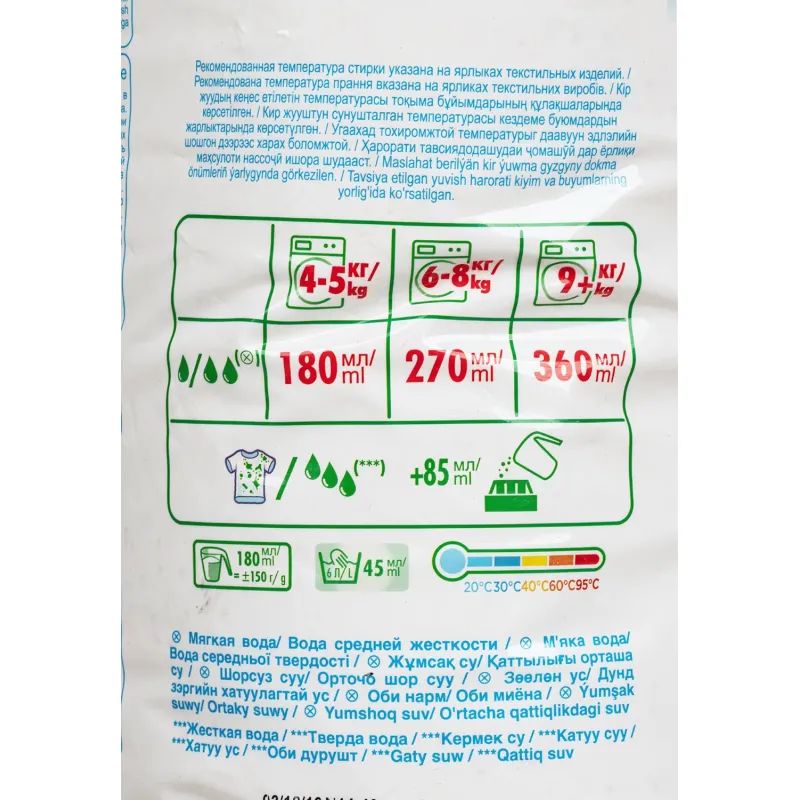 Рекомендованная температура стирки указана на ярлыках текстильных изделий. /
Рекомендована температура прання вказана на ярликах текстильних виробів. / Кір
жуудың кеңес етілетін температурасы тоқыма бұйымдарының құлақшаларында
көрсетілген. / Кир жууштун сунушталган температурасы кездеме буюмдардын
жарлыктарында көрсөтүлгөн. / Угаахад тохиромжтой температурыг даавуун эдлэлийн
шошгон дээрээс харах боломжтой. / Ҳарорати тавсиядодашудаи ҷомашӯӣ дар ёрлики
маҳсулоти нассоҷӣ ишора шудааст. / Maslahat berilýän kir ýuwma gyzgyny dokma
önümleriň ýarlygynda görkezilen. / Tavsiya etilgan yuvish harorati kiyim va buyumlarning
yorlig'ida ko'rsatilgan.
4-5 кг/kg 6-8 кг/kg 9+ кг/kg
180 мл/ml 270 мл/ml 360 мл/ml
(***) +85 мл/ml
180 мл/ml = ±150 г/g
6 Л/L 45 мл/ml
20°C 30°C 40°C 60°C 95°C
⊗ Мягкая вода/ Вода средней жесткости / ⊗ М'яка вода/
Вода середньої твердості / ⊗ Жұмсақ су/ Қаттылығы орташа
су / ⊗ Шорсуз суу/ Орточо шор суу / ⊗ Зөөлөн ус/ Дунд
зэргийн хатуулагтай ус / ⊗ Оби нарм/ Оби миёна / ⊗ Ýumşak
suwy/ Ortaky suwy / ⊗ Yumshoq suv/ O'rtacha qattiqlikdagi suv
***Жесткая вода / ***Тверда вода / ***Кермек су / ***Катуу суу /
***Хатуу ус / ***Оби дурушт / ***Gaty suw / ***Qattiq suv